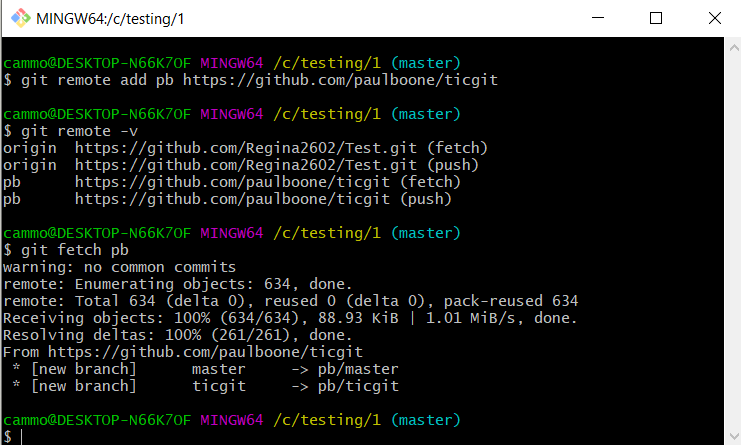 MINGW64:/c/testing/1
cammo@DESKTOP-N66K7OF MINGW64 /c/testing/1 (master)
$ git remote add pb https://github.com/paulboone/ticgit
cammo@DESKTOP-N66K7OF MINGW64 /c/testing/1 (master)
$ git remote -v
origin  https://github.com/Regina2602/Test.git (fetch)
origin  https://github.com/Regina2602/Test.git (push)
pb      https://github.com/paulboone/ticgit (fetch)
pb      https://github.com/paulboone/ticgit (push)
cammo@DESKTOP-N66K7OF MINGW64 /c/testing/1 (master)
$ git fetch pb
warning: no common commits
remote: Enumerating objects: 634, done.
remote: Total 634 (delta 0), reused 0 (delta 0), pack-reused 634
Receiving objects: 100% (634/634), 88.93 KiB | 1.01 MiB/s, done.
Resolving deltas: 100% (261/261), done.
From https://github.com/paulboone/ticgit
 * [new branch]      master     -> pb/master
 * [new branch]      ticgit     -> pb/ticgit
cammo@DESKTOP-N66K7OF MINGW64 /c/testing/1 (master)
$